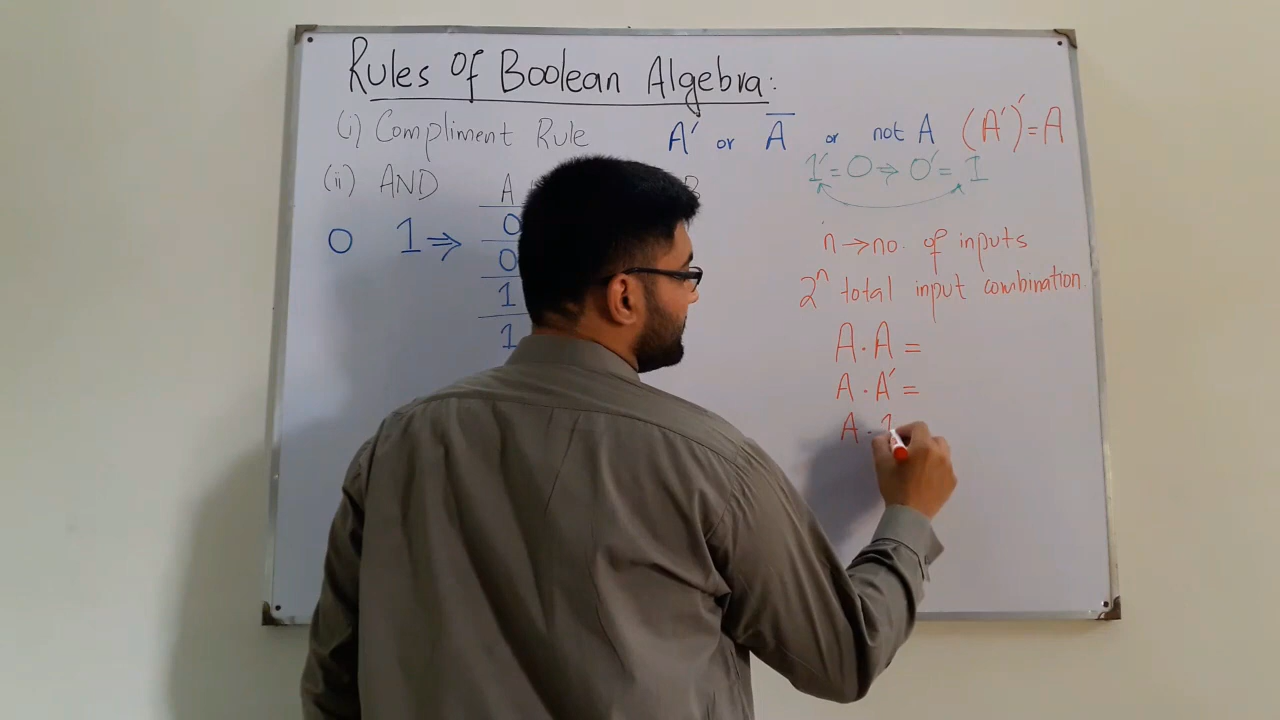 Rules Of Boolean Algebra:
(i) Compliment Rule A' or A̅ or not A (A')'=A
1'=0⇒0'=1
(ii) AND A B
0 1⇒ 0
0
1
1
n→no. of inputs
2ⁿ total input combination.
A.A=
A.A'=
A.1